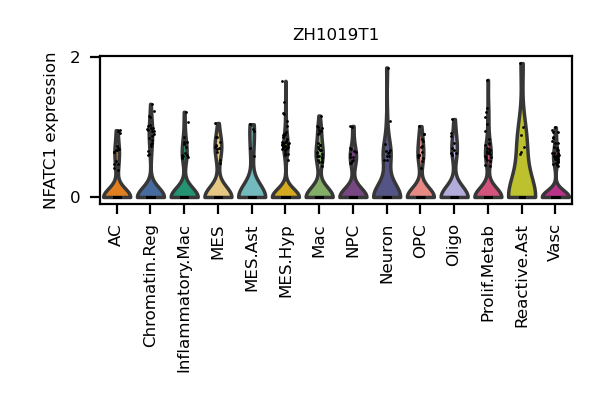 ZH1019T1
NFATC1 expression
2
0
AC
Chromatin.Reg
Inflammatory.Mac
MES
MES.Ast
MES.Hyp
Mac
NPC
Neuron
OPC
Oligo
Prolif.Metab
Reactive.Ast
Vasc